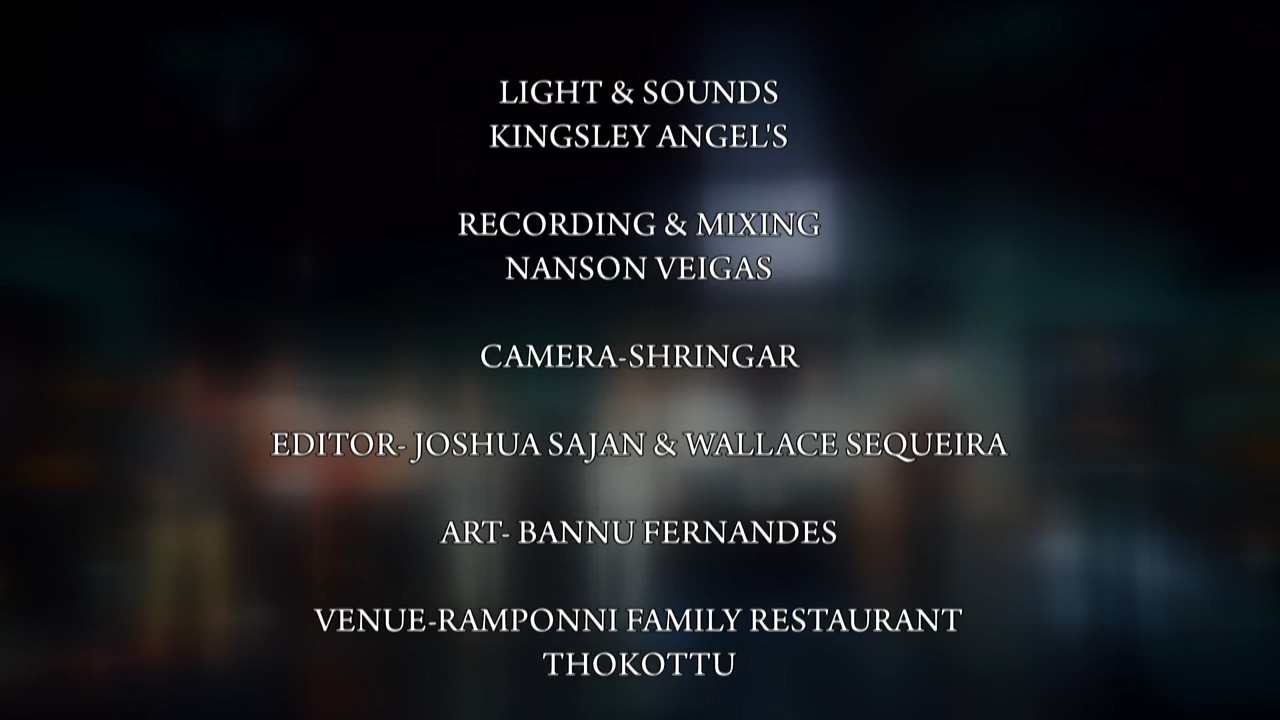 LIGHT & SOUNDS
KINGSLEY ANGEL'S
RECORDING & MIXING
NANSON VEIGAS
CAMERA-SHRINGAR
EDITOR- JOSHUA SAJAN & WALLACE SEQUEIRA
ART- BANNU FERNANDES
VENUE-RAMPONNI FAMILY RESTAURANT
THOKOTTU